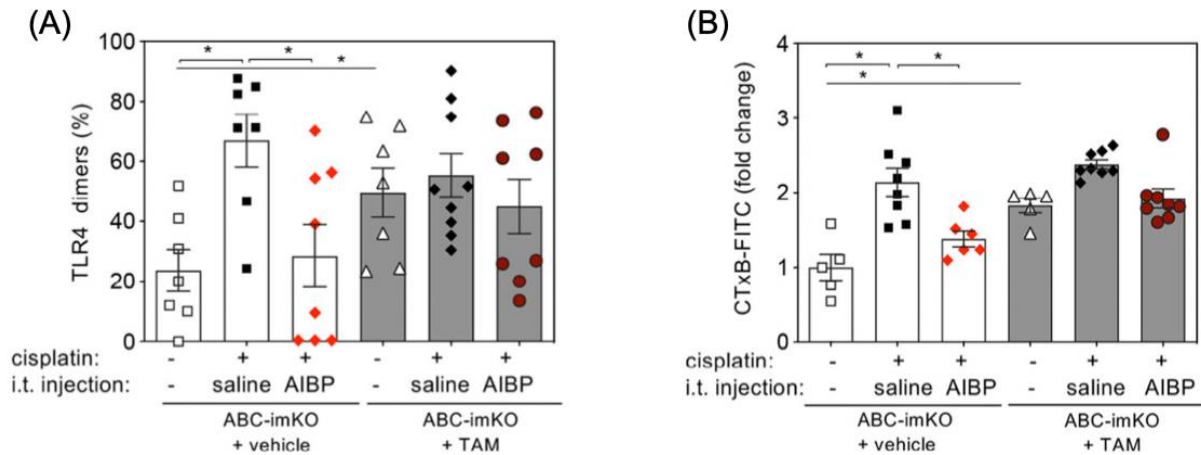 (A)
TLR4 dimers (%)
100
80
60
40
20
0
* * *
cisplatin: - + + - + +
i.t. injection: - saline AIBP - saline AIBP
ABC-imKO ABC-imKO
+ vehicle + TAM
(B)
CTxB-FITC (fold change)
4
3
2
1
0
* * *
cisplatin: - + + - + +
i.t. injection: - saline AIBP - saline AIBP
ABC-imKO ABC-imKO
+ vehicle + TAM